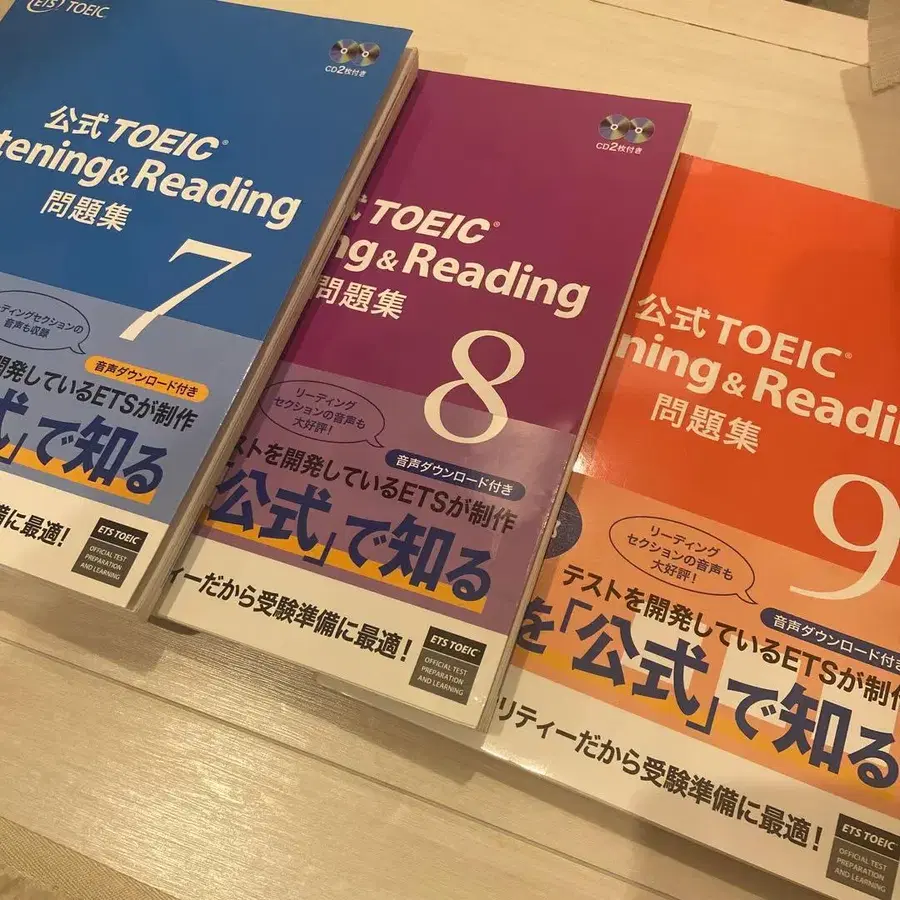 ETS TOEIC
CD2枚付き
公式 TOEIC®
tening & Reading
問題集
7
ディングセクションの
音声も収録
音声ダウンロード付き
開発しているETSが制作
式」で知る
備に最適!
ETS TOEIC
OFFICIAL TEST
PREPARATION
AND LEARNING
CD2枚付き
式 TOEIC®
ng & Reading
問題集
8
リーディング
セクションの音声も
大好評!
音声ダウンロード付き
テストを開発しているETSが制作
公式」で知る
ィーだから受験準備に最適!
ETS TOEIC
OFFICIAL TEST
PREPARATION
AND LEARNING
公式 TOEIC®
ning & Readi
問題集
9
リーディング
セクションの音声も
大好評!
音声ダウンロード付き
テストを開発しているETSが制作
を「公式」で知る
リティーだから受験準備に最適!
ETS TOEIC
OFFICIAL TEST
PREPARATION
AND LEARNING